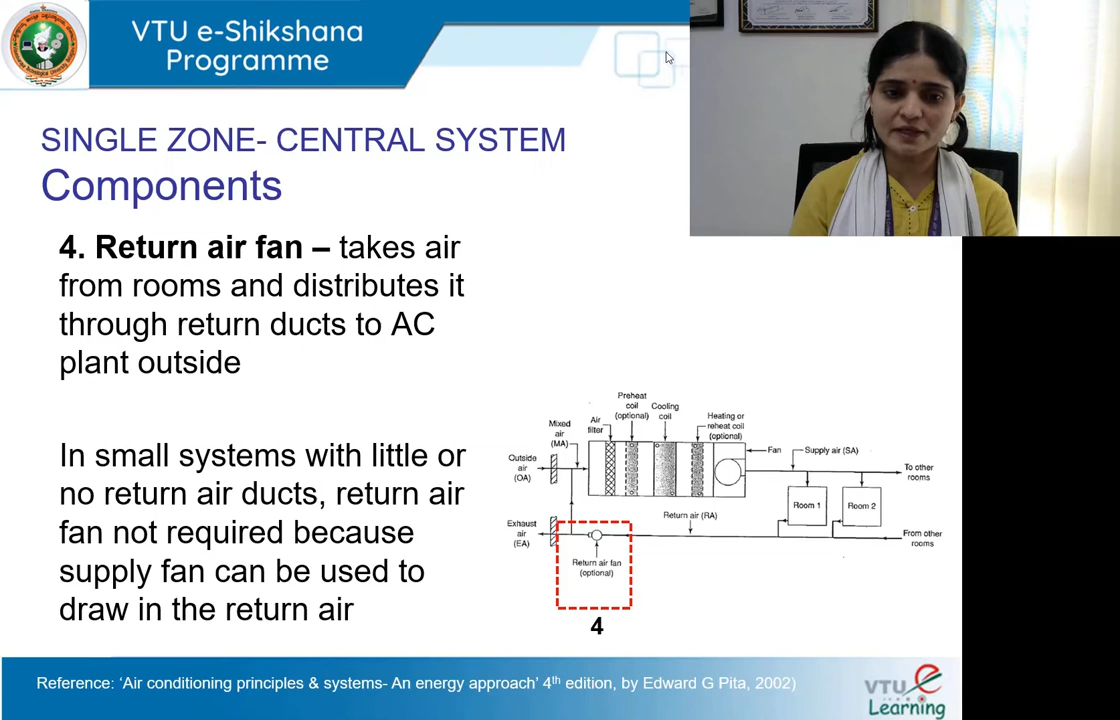 VTU e-Shikshana
Programme
SINGLE ZONE- CENTRAL SYSTEM
Components
4. Return air fan – takes air
from rooms and distributes it
through return ducts to AC
plant outside
In small systems with little or
no return air ducts, return air
fan not required because
supply fan can be used to
draw in the return air
Preheat
coil
(optional)
Cooling
coil
Heating or
reheat coil
(optional)
Mixed
air
(MA)
Air
filter
Outside
air
(OA)
Fan
Supply air (SA)
To other
rooms
Room 1
Room 2
Return air (RA)
Exhaust
air
(EA)
From other
rooms
Return air fan
(optional)
4
Reference: ‘Air conditioning principles & systems- An energy approach’ 4th edition, by Edward G Pita, 2002)
VTU e
Learning